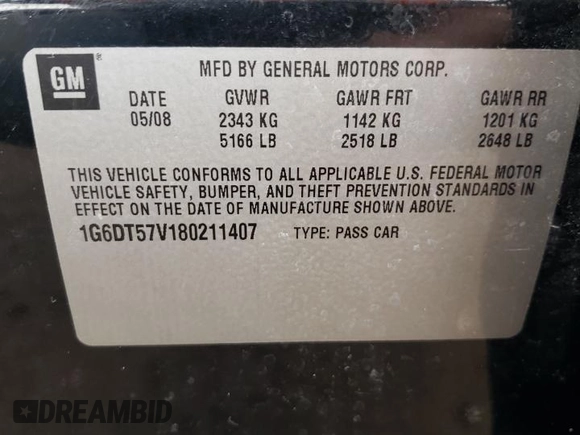 GM
MFD BY GENERAL MOTORS CORP.
DATE GVWR GAWR FRT GAWR RR
05/08 2343 KG 1142 KG 1201 KG
5166 LB 2518 LB 2648 LB
THIS VEHICLE CONFORMS TO ALL APPLICABLE U.S. FEDERAL MOTOR
VEHICLE SAFETY, BUMPER, AND THEFT PREVENTION STANDARDS IN
EFFECT ON THE DATE OF MANUFACTURE SHOWN ABOVE.
1G6DT57V180211407 TYPE: PASS CAR
DREAMBID